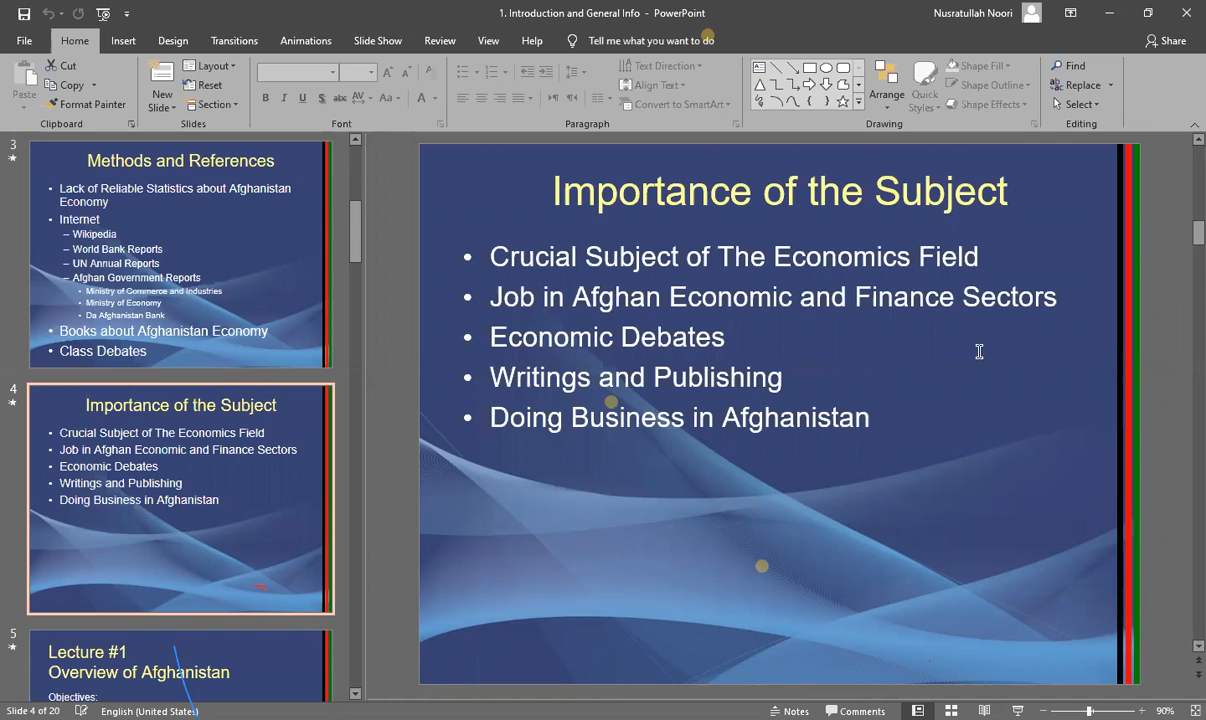 1. Introduction and General Info - PowerPoint
Nusratullah Noori
File
Home
Insert
Design
Transitions
Animations
Slide Show
Review
View
Help
Tell me what you want to do
Share
Paste
Cut
Copy
Format Painter
Clipboard
New
Slide
Layout
Reset
Section
Slides
B I U S abc AV Aa A
Font
Text Direction
Align Text
Convert to SmartArt
Paragraph
Arrange
Quick
Styles
Shape Fill
Shape Outline
Shape Effects
Drawing
Find
Replace
Select
Editing
3
Methods and References
• Lack of Reliable Statistics about Afghanistan
Economy
• Internet
– Wikipedia
– World Bank Reports
– UN Annual Reports
– Afghan Government Reports
• Ministry of Commerce and Industries
• Ministry of Economy
• Da Afghanistan Bank
• Books about Afghanistan Economy
• Class Debates
4
Importance of the Subject
• Crucial Subject of The Economics Field
• Job in Afghan Economic and Finance Sectors
• Economic Debates
• Writings and Publishing
• Doing Business in Afghanistan
5
Lecture #1
Overview of Afghanistan
Objectives:
Importance of the Subject
• Crucial Subject of The Economics Field
• Job in Afghan Economic and Finance Sectors
• Economic Debates
• Writings and Publishing
• Doing Business in Afghanistan
Slide 4 of 20
English (United States)
Notes
Comments
90%